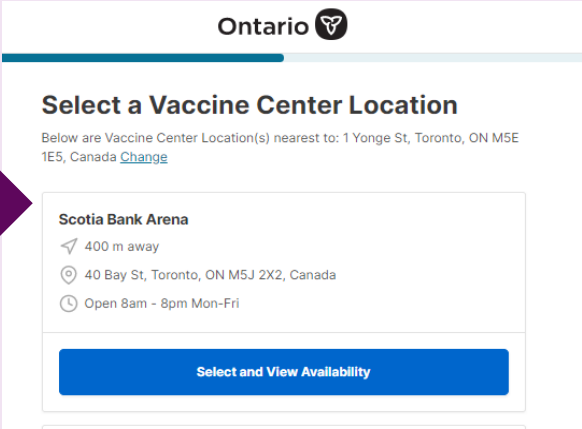 Ontario
Select a Vaccine Center Location
Below are Vaccine Center Location(s) nearest to: 1 Yonge St, Toronto, ON M5E
1E5, Canada Change
Scotia Bank Arena
400 m away
40 Bay St, Toronto, ON M5J 2X2, Canada
Open 8am - 8pm Mon-Fri
Select and View Availability